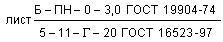 лист Б – ПН – 0 – 3,0 ГОСТ 19904-74
5 – 11 – Г – 20 ГОСТ 16523-97